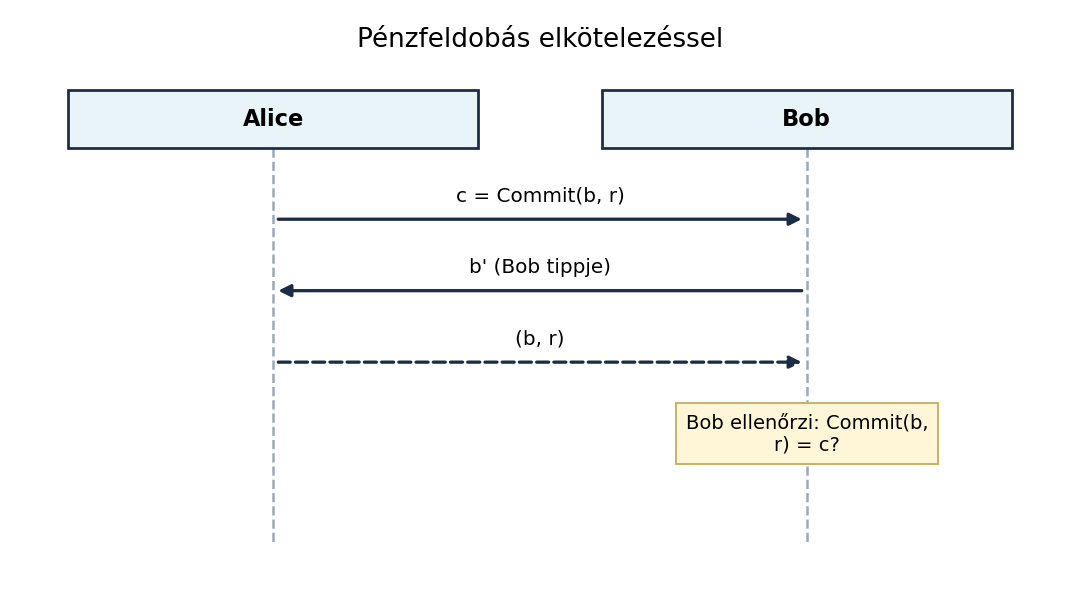 Pénzfeldobás elkötelezéssel
Alice
Bob
c = Commit(b, r)
b' (Bob tippje)
(b, r)
Bob ellenőrzi: Commit(b,
r) = c?